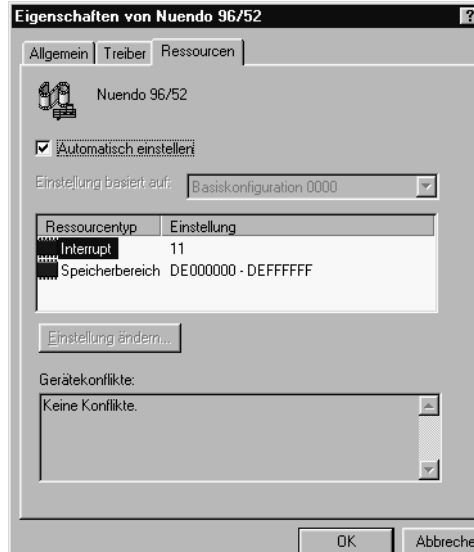 Eigenschaften von Nuendo 96/52 ?
Allgemein Treiber Ressourcen
Nuendo 96/52
Automatisch einstellen
Einstellung basiert auf: Basiskonfiguration 0000
Ressourcentyp Einstellung
Interrupt 11
Speicherbereich DE000000 - DEFFFFFF
Einstellung ändern...
Gerätekonflikte:
Keine Konflikte.
OK Abbreche